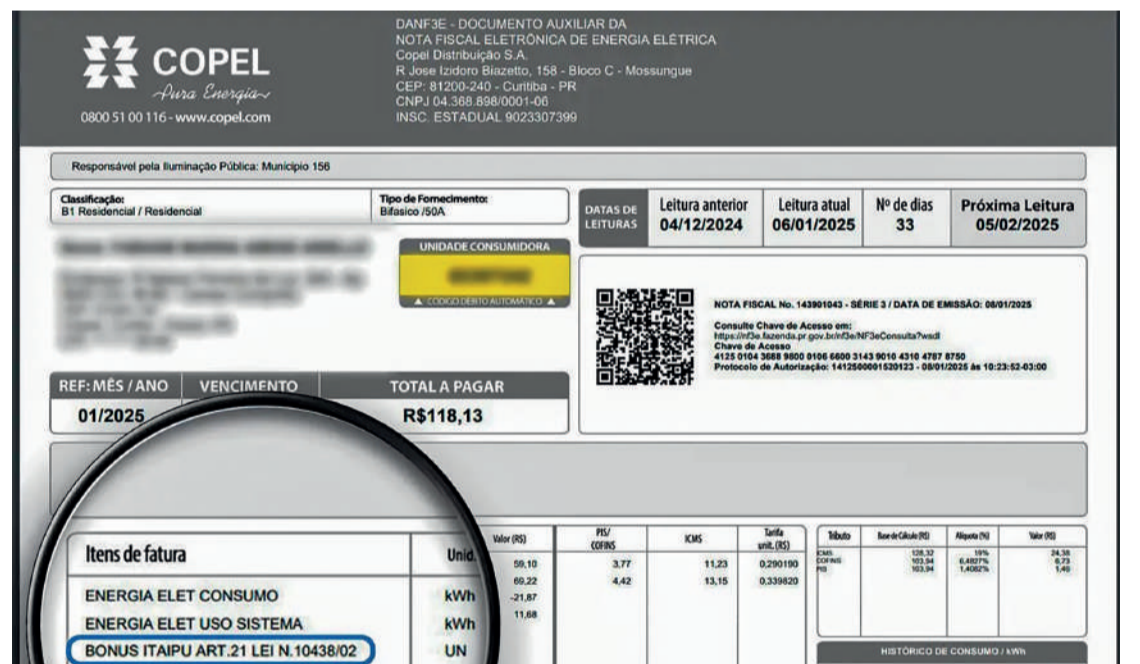 COPEL
Pura Energia
0800 51 00 116 - www.copel.com
DANF3E - DOCUMENTO AUXILIAR DA
NOTA FISCAL ELETRÔNICA DE ENERGIA ELÉTRICA
Copel Distribuição S.A.
R Jose Izidoro Biazetto, 158 - Bloco C - Mossungue
CEP: 81200-240 - Curitiba - PR
CNPJ 04.368.898/0001-06
INSC. ESTADUAL 9023307399
Responsável pela Iluminação Pública: Municipio 156
Classificação:
B1 Residencial / Residencial
Tipo de Fornecimento:
Bifasico /50A
DATAS DE LEITURAS
Leitura anterior
04/12/2024
Leitura atual
06/01/2025
Nº de dias
33
Próxima Leitura
05/02/2025
UNIDADE CONSUMIDORA
CÓDIGO DÉBITO AUTOMÁTICO
NOTA FISCAL No. 143901043 - SÉRIE 3 / DATA DE EMISSÃO: 08/01/2025
Consulte Chave de Acesso em:
https://nf3e.fazenda.pr.gov.br/nf3e/NF3eConsulta?wsdl
Chave de Acesso
4125 0104 3688 9800 0106 6600 3143 9010 4310 4787 8750
Protocolo de Autorização: 1412500001520123 - 08/01/2025 às 10:23:52-03:00
REF: MÊS / ANO
VENCIMENTO
TOTAL A PAGAR
01/2025
R$118,13
Itens de fatura Unid. Valor (R$) PIS/ COFINS ICMS Tarifa unit. (R$)
ENERGIA ELET CONSUMO kWh 59,10 3,77 11,23 0,290190
ENERGIA ELET USO SISTEMA kWh 69,22 4,42 13,15 0,339820
BONUS ITAIPU ART.21 LEI N.10438/02 UN -21,87
11,68
Tributo Base de Cálculo (R$) Alíquota (%) Valor (R$)
ICMS 128,32 19% 24,38
COFINS 103,94 6,4827% 6,73
PIS 103,94 1,4082% 1,46
HISTÓRICO DE CONSUMO / kWh